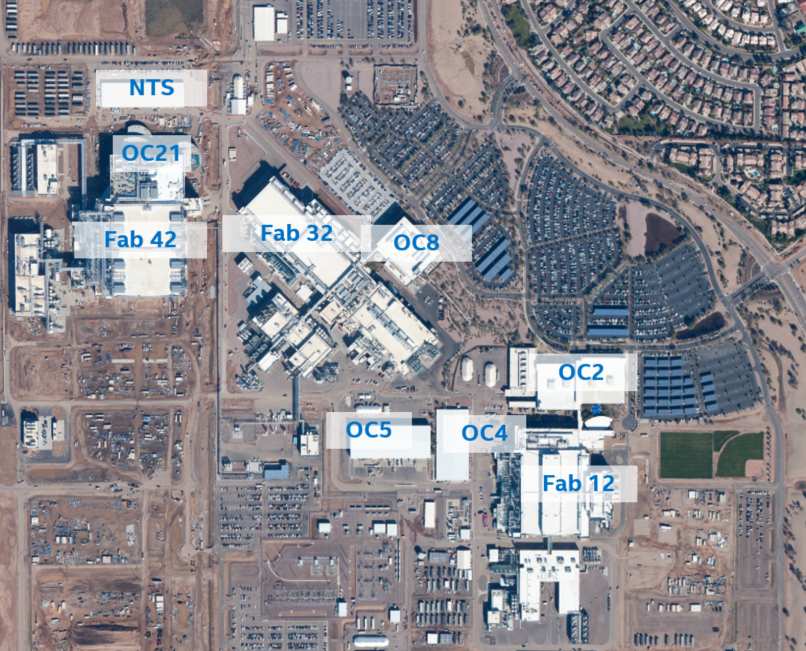 NTS
OC21
Fab 42
Fab 32
OC8
OC2
OC5
OC4
Fab 12